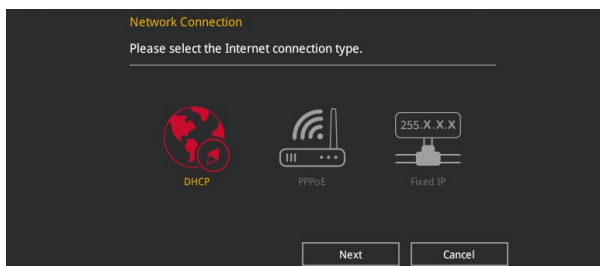 Network Connection
Please select the Internet connection type.
255.X.X.X
DHCP
PPPoE
Fixed IP
Next
Cancel